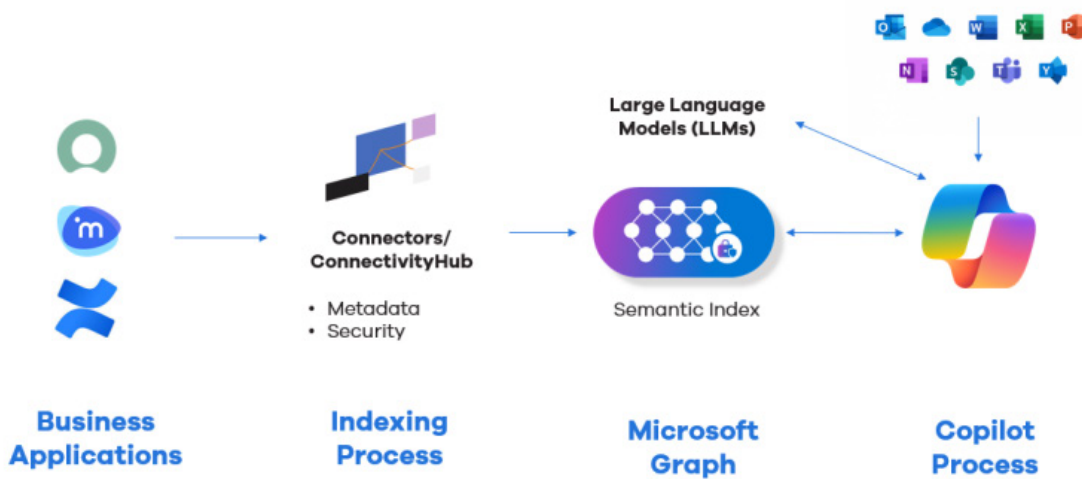 O
W
X
P
N
S
T
Y
Large Language
Models (LLMs)
m
Connectors/
ConnectivityHub
• Metadata
• Security
Semantic Index
Business
Applications
Indexing
Process
Microsoft
Graph
Copilot
Process